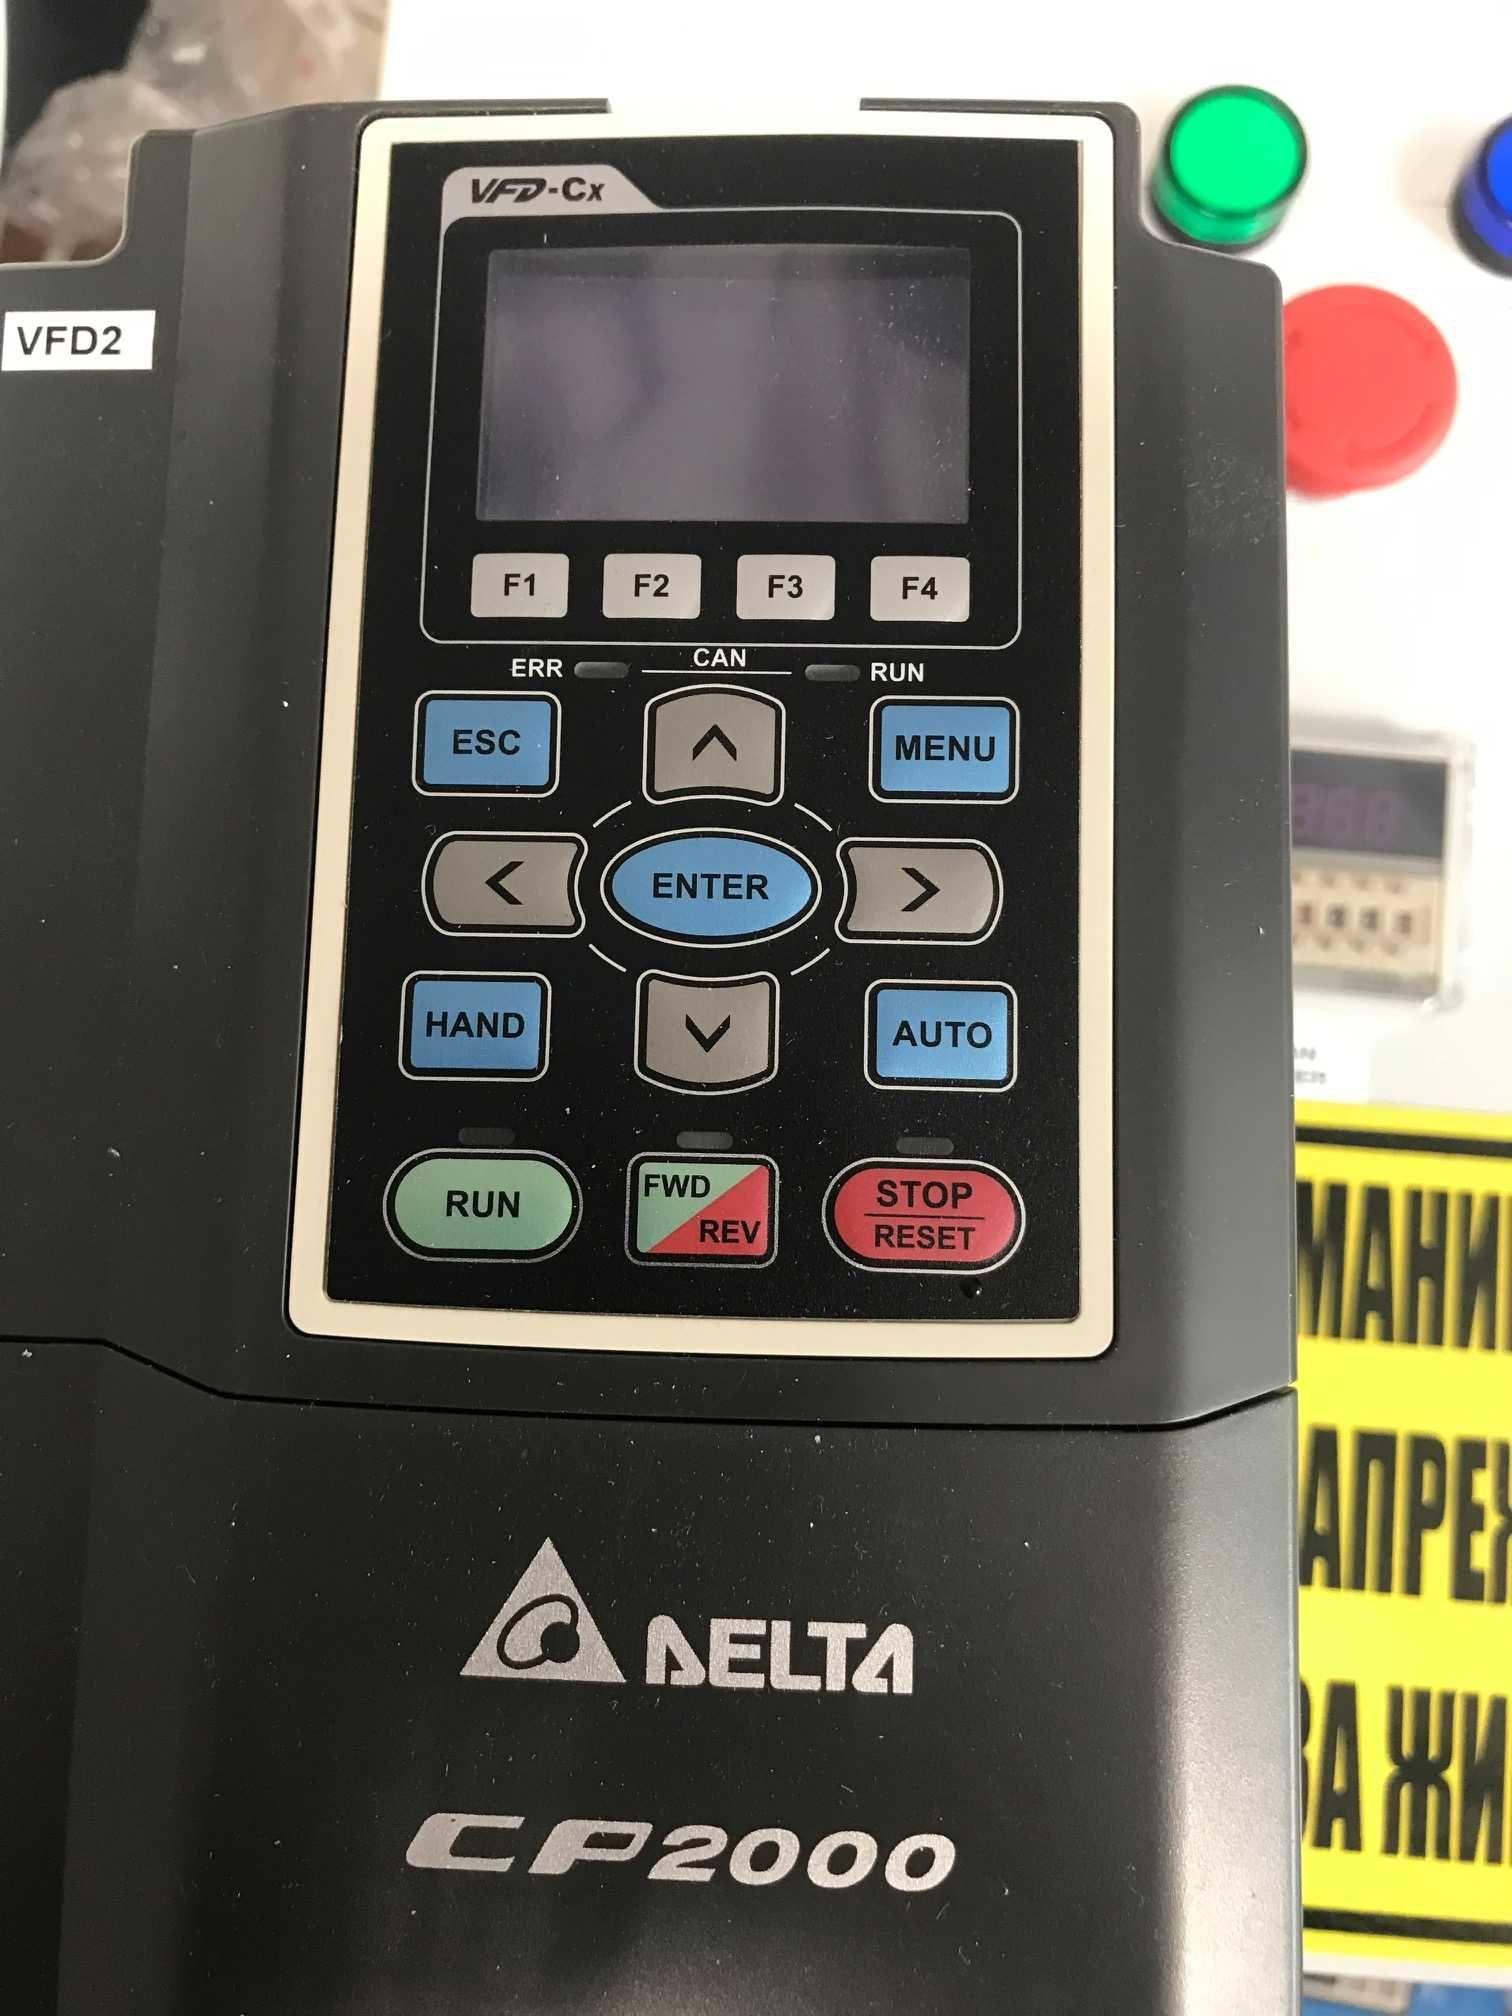 VFD-Cx
VFD2
F1 F2 F3 F4
ERR CAN RUN
ESC MENU
ENTER
HAND AUTO
RUN FWD REV STOP RESET
DELTA
CP2000